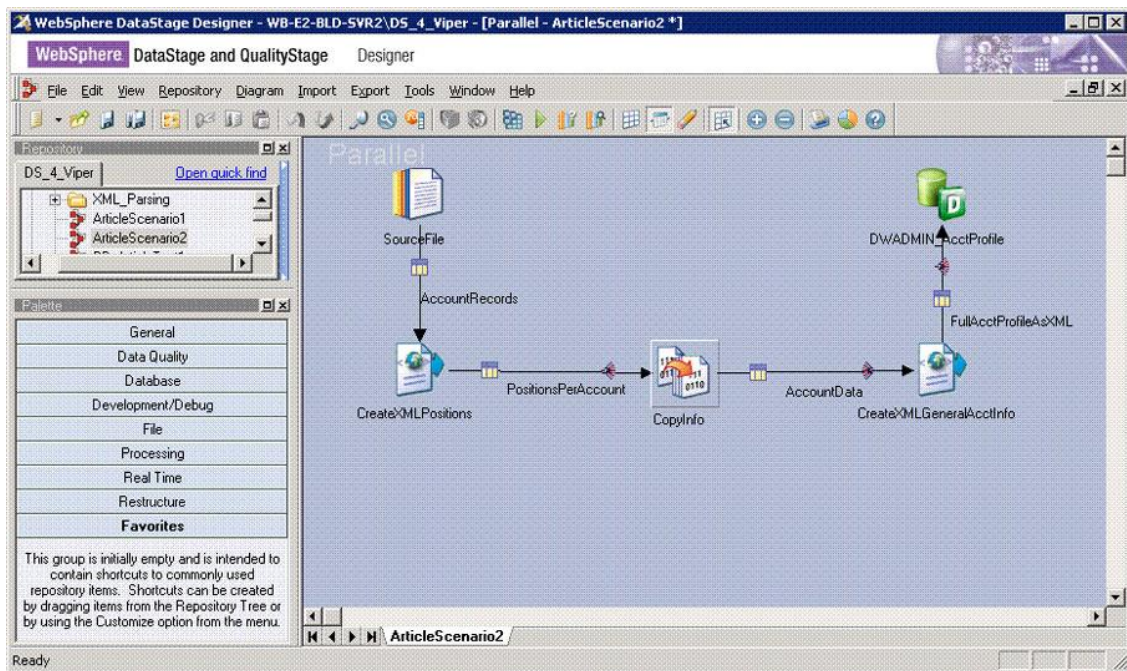 WebSphere DataStage Designer - WB-E2-BLD-SVR2\DS_4_Viper - [Parallel - ArticleScenario2 *]
WebSphere DataStage and QualityStage Designer
File Edit View Repository Diagram Import Export Tools Window Help
Repository
DS_4_Viper Open quick find
XML_Parsing
ArticleScenario1
ArticleScenario2
Palette
General
Data Quality
Database
Development/Debug
File
Processing
Real Time
Restructure
Favorites
This group is initially empty and is intended to
contain shortcuts to commonly used
repository items. Shortcuts can be created
by dragging items from the Repository Tree or
by using the Customize option from the menu.
Parallel
SourceFile
DWADMIN_AcctProfile
AccountRecords
FullAcctProfileAsXML
CreateXMLPositions
PositionsPerAccount
CopyInfo
AccountData
CreateXMLGeneralAcctInfo
ArticleScenario2
Ready